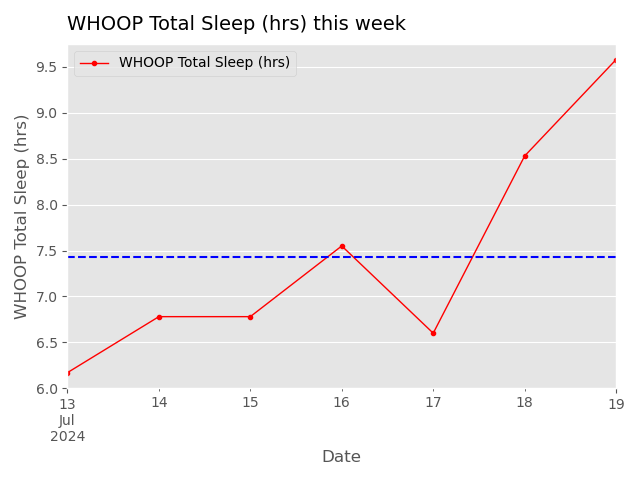 WHOOP Total Sleep (hrs) this week
WHOOP Total Sleep (hrs)
WHOOP Total Sleep (hrs)
9.5
9.0
8.5
8.0
7.5
7.0
6.5
6.0
13 14 15 16 17 18 19
Jul
2024
Date